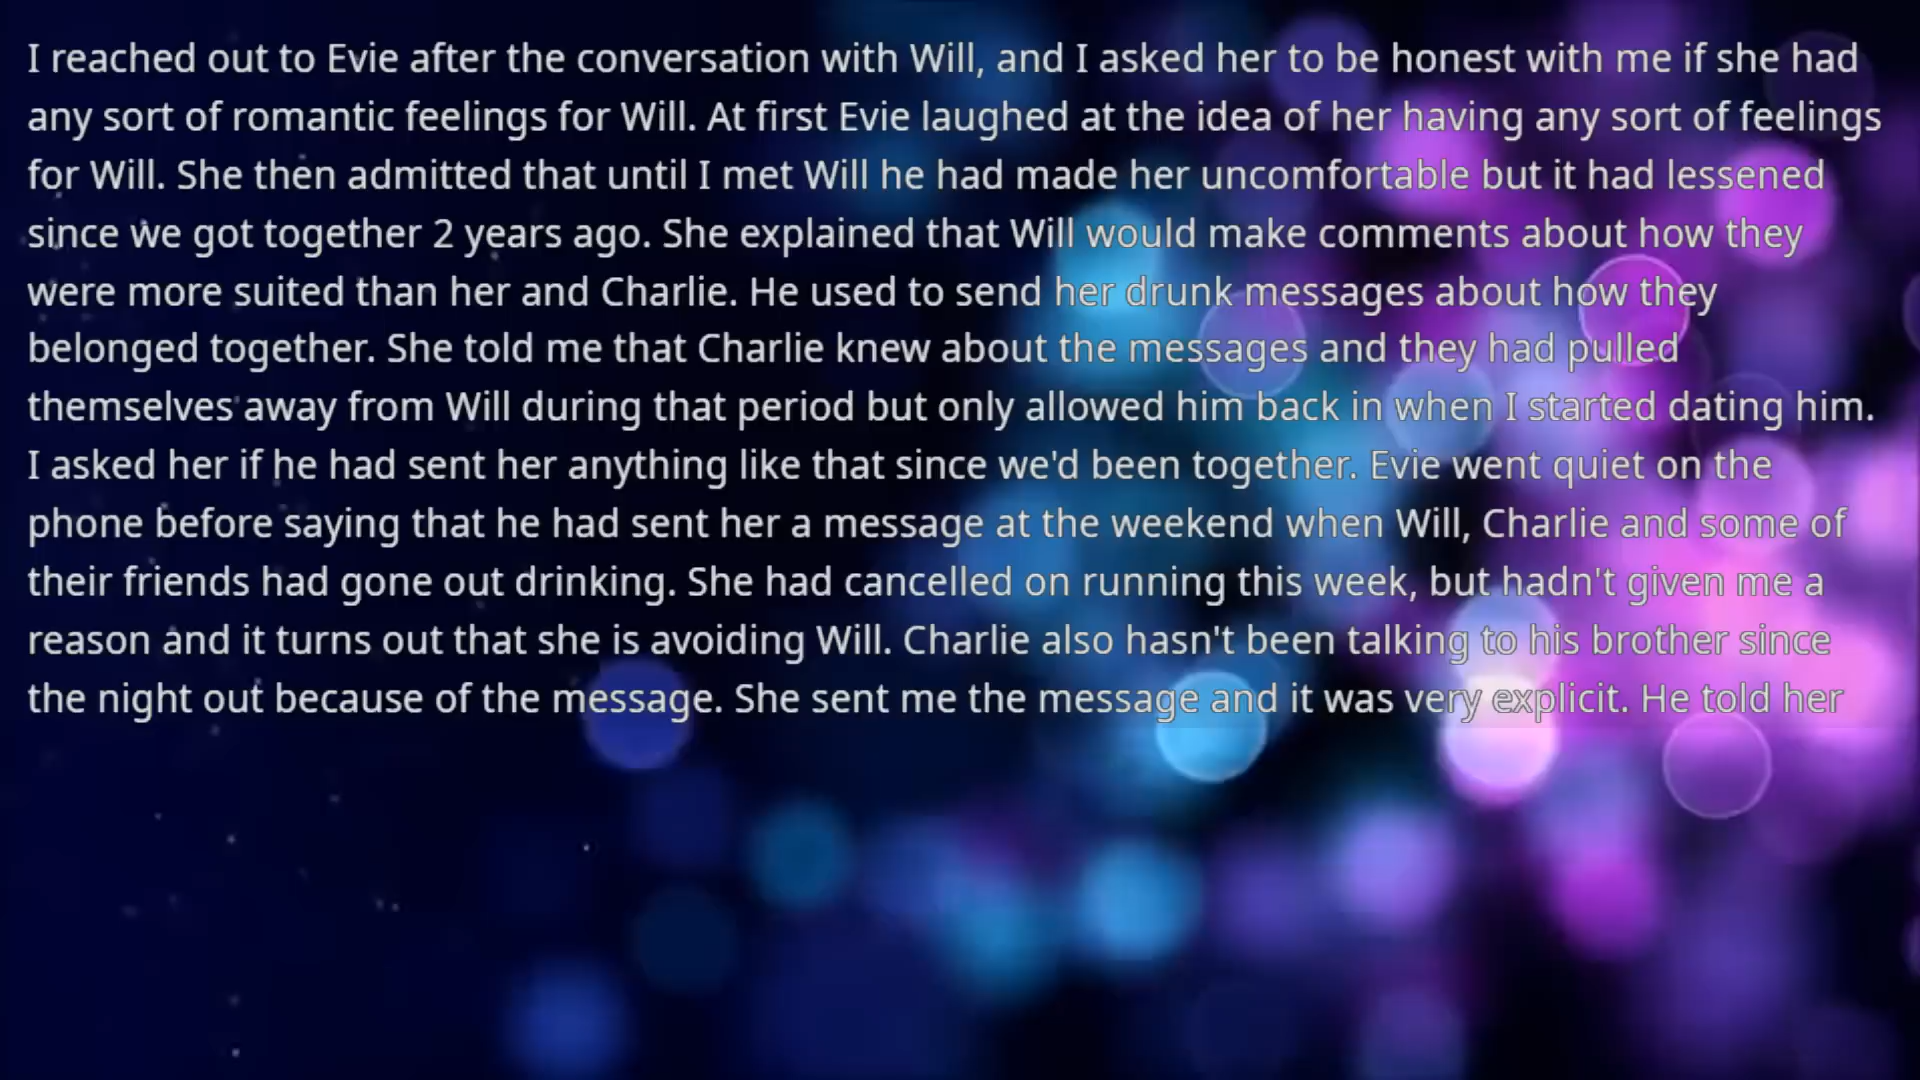 I reached out to Evie after the conversation with Will, and I asked her to be honest with me if she had
any sort of romantic feelings for Will. At first Evie laughed at the idea of her having any sort of feelings
for Will. She then admitted that until I met Will he had made her uncomfortable but it had lessened
since we got together 2 years ago. She explained that Will would make comments about how they
were more suited than her and Charlie. He used to send her drunk messages about how they
belonged together. She told me that Charlie knew about the messages and they had pulled
themselves away from Will during that period but only allowed him back in when I started dating him.
I asked her if he had sent her anything like that since we'd been together. Evie went quiet on the
phone before saying that he had sent her a message at the weekend when Will, Charlie and some of
their friends had gone out drinking. She had cancelled on running this week, but hadn't given me a
reason and it turns out that she is avoiding Will. Charlie also hasn't been talking to his brother since
the night out because of the message. She sent me the message and it was very explicit. He told her